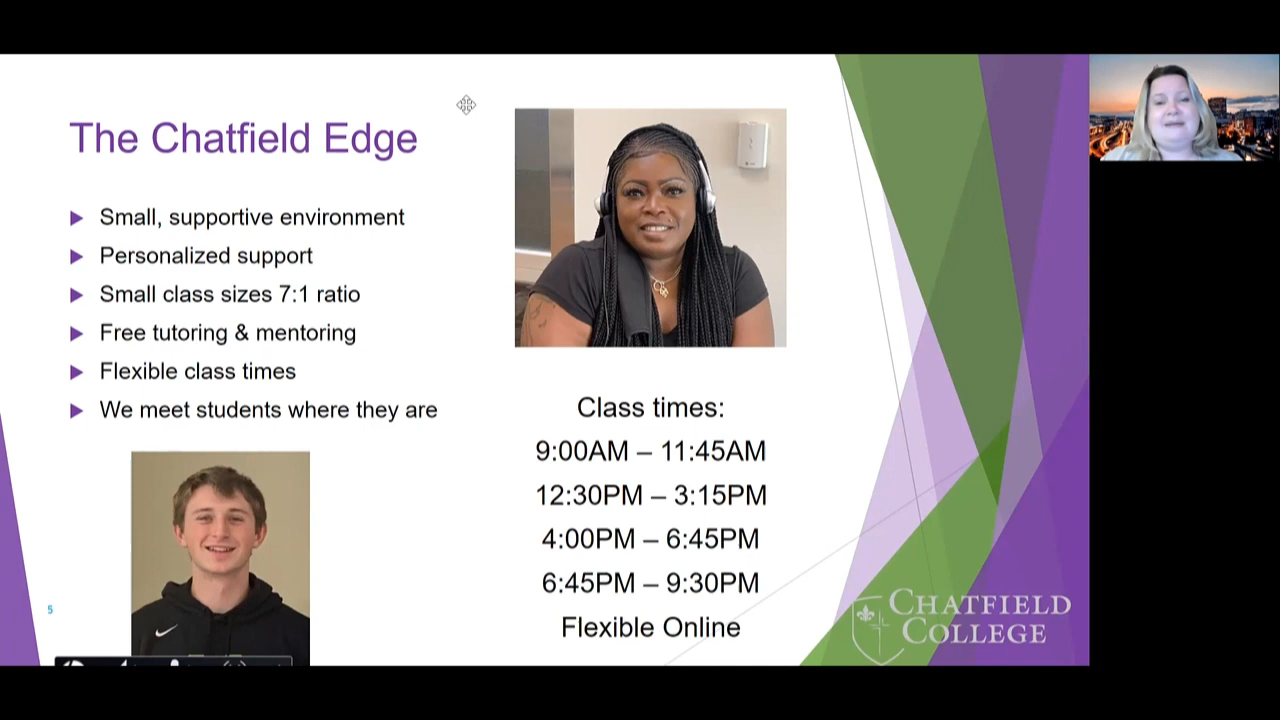 The Chatfield Edge
Small, supportive environment
Personalized support
Small class sizes 7:1 ratio
Free tutoring & mentoring
Flexible class times
We meet students where they are
Class times:
9:00AM – 11:45AM
12:30PM – 3:15PM
4:00PM – 6:45PM
6:45PM – 9:30PM
Flexible Online
5
CHATFIELD
COLLEGE